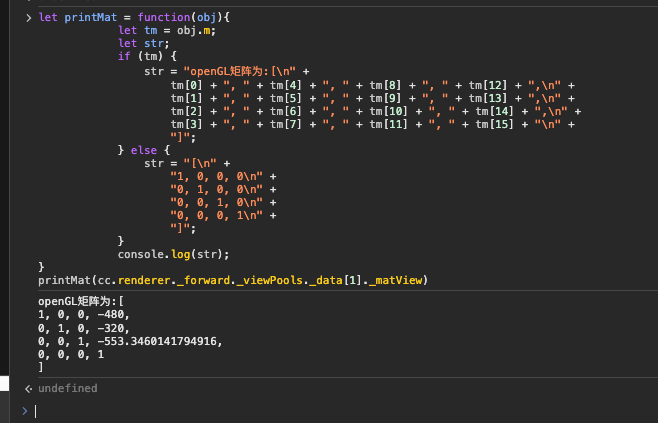 > let printMat = function(obj){
let tm = obj.m;
let str;
if (tm) {
str = "openGL矩阵为:[\n" +
tm[0] + ", " + tm[4] + ", " + tm[8] + ", " + tm[12] + ",\n" +
tm[1] + ", " + tm[5] + ", " + tm[9] + ", " + tm[13] + ",\n" +
tm[2] + ", " + tm[6] + ", " + tm[10] + ", " + tm[14] + ",\n" +
tm[3] + ", " + tm[7] + ", " + tm[11] + ", " + tm[15] + "\n" +
"]";
} else {
str = "[\n" +
"1, 0, 0, 0\n" +
"0, 1, 0, 0\n" +
"0, 0, 1, 0\n" +
"0, 0, 0, 1\n" +
"]";
}
console.log(str);
}
printMat(cc.renderer._forward._viewPools._data[1]._matView)
openGL矩阵为:[
1, 0, 0, -480,
0, 1, 0, -320,
0, 0, 1, -553.3460141794916,
0, 0, 0, 1
]
undefined
>